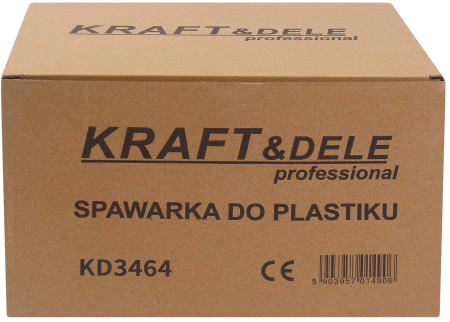 KRAFT&DELE
professional
KRAFT&DELE
professional
SPAWARKA DO PLASTIKU
KD3464 CE
5 903957 014906